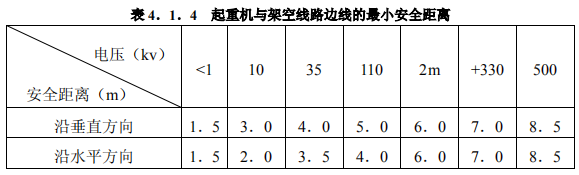 表4．1．4 起重机与架空线路边线的最小安全距离
电压（kv）
安全距离（m）
<1 10 35 110 2m +330 500
沿垂直方向 1．5 3．0 4．0 5．0 6．0 7．0 8．5
沿水平方向 1．5 2．0 3．5 4．0 6．0 7．0 8．5